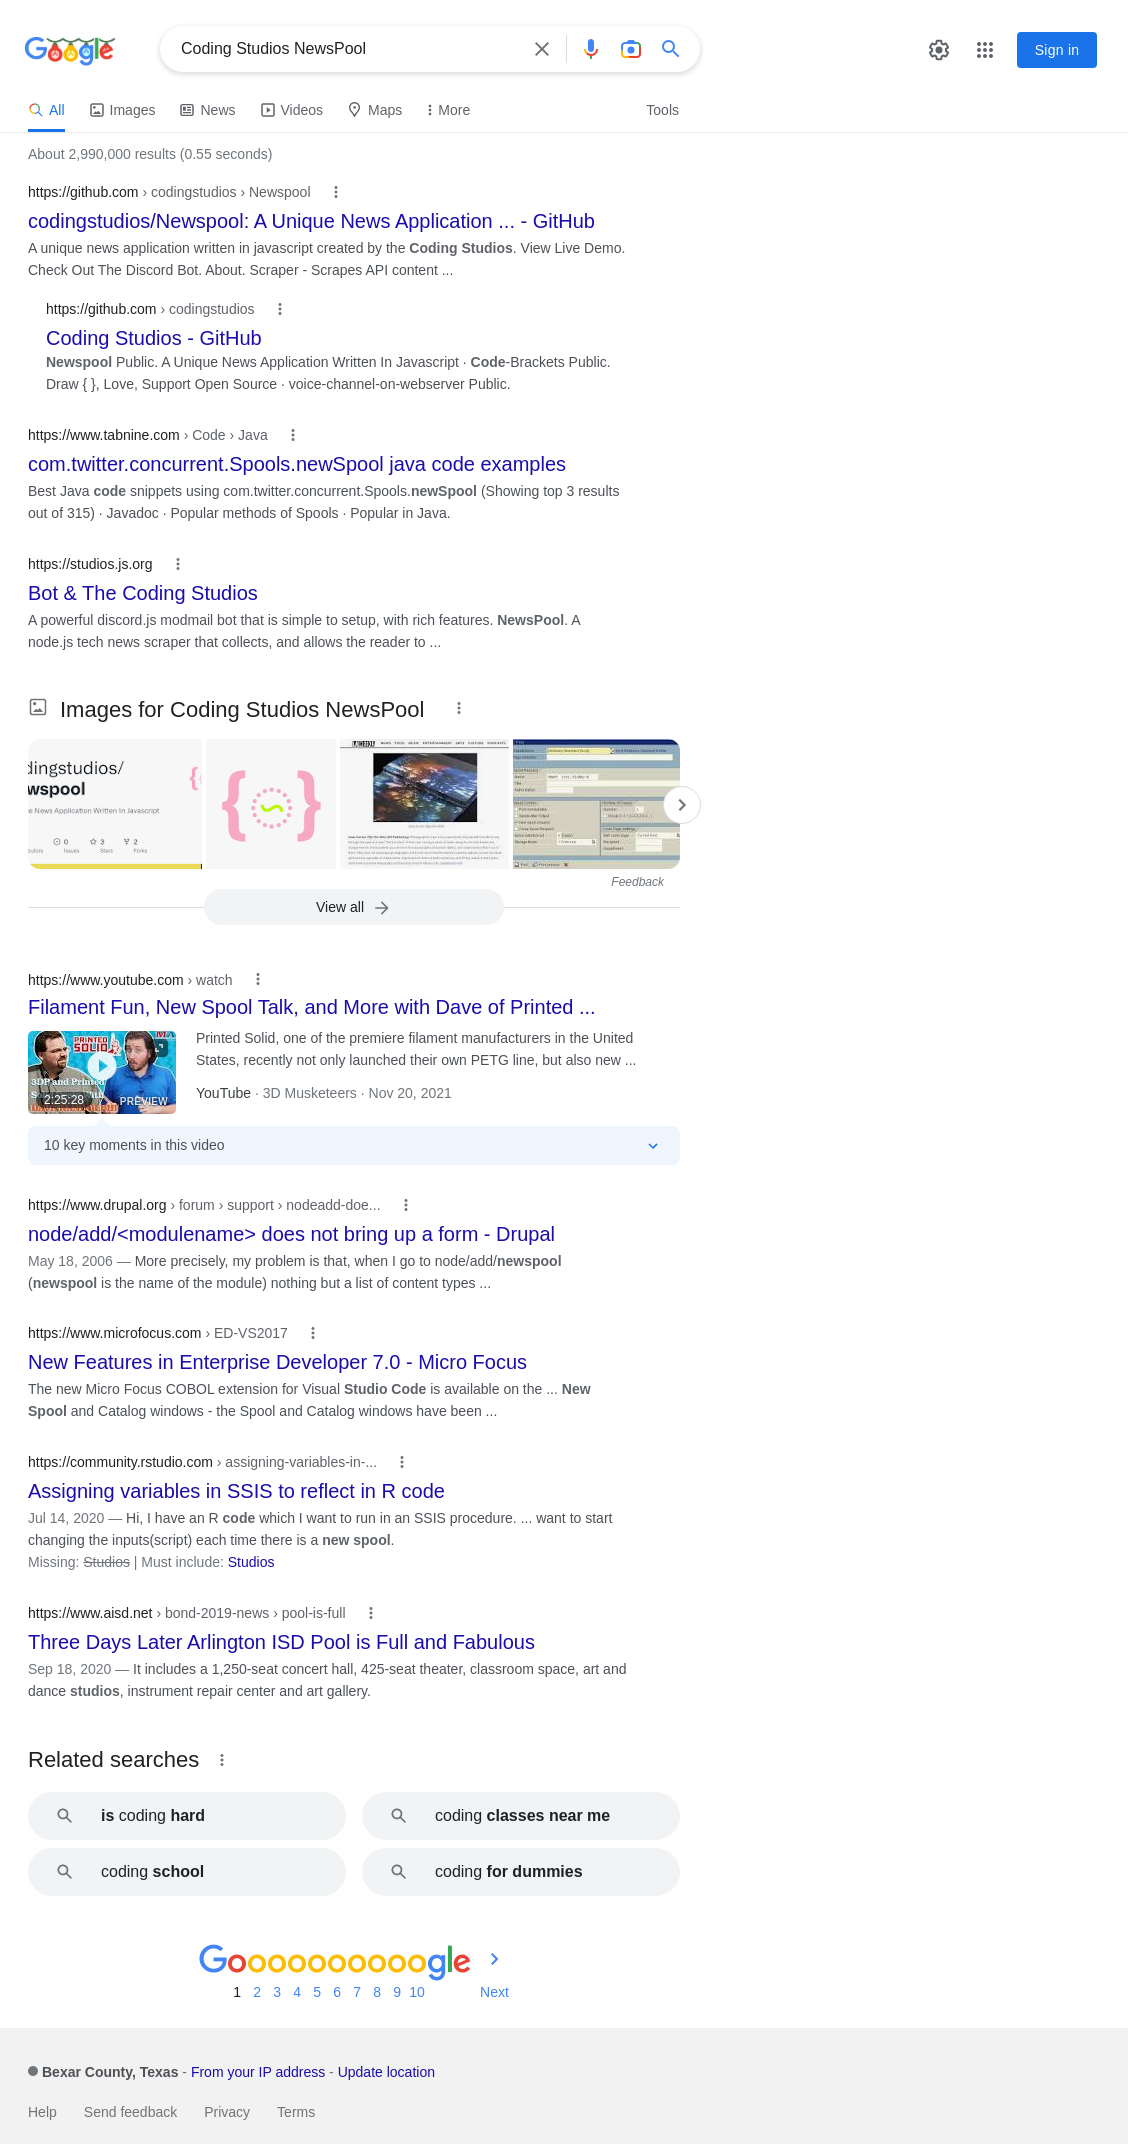 Google
Coding Studios NewsPool
Sign in
All
Images
News
Videos
Maps
More
Tools
About 2,990,000 results (0.55 seconds)
https://github.com › codingstudios › Newspool
codingstudios/Newspool: A Unique News Application ... - GitHub
A unique news application written in javascript created by the Coding Studios. View Live Demo.
Check Out The Discord Bot. About. Scraper - Scrapes API content ...
https://github.com › codingstudios
Coding Studios - GitHub
Newspool Public. A Unique News Application Written In Javascript · Code-Brackets Public.
Draw { }, Love, Support Open Source · voice-channel-on-webserver Public.
https://www.tabnine.com › Code › Java
com.twitter.concurrent.Spools.newSpool java code examples
Best Java code snippets using com.twitter.concurrent.Spools.newSpool (Showing top 3 results
out of 315) · Javadoc · Popular methods of Spools · Popular in Java.
https://studios.js.org
Bot & The Coding Studios
A powerful discord.js modmail bot that is simple to setup, with rich features. NewsPool. A
node.js tech news scraper that collects, and allows the reader to ...
Images for Coding Studios NewsPool
dingstudios/
wspool
e News Application Written In Javascript
0
Issues
3
Stars
2
Forks
Feedback
View all
https://www.youtube.com › watch
Filament Fun, New Spool Talk, and More with Dave of Printed ...
PRINTED
SOLID
3DP and Printed
2:25:28
PREVIEW
Printed Solid, one of the premiere filament manufacturers in the United
States, recently not only launched their own PETG line, but also new ...
YouTube · 3D Musketeers · Nov 20, 2021
10 key moments in this video
https://www.drupal.org › forum › support › nodeadd-doe...
node/add/<modulename> does not bring up a form - Drupal
May 18, 2006 — More precisely, my problem is that, when I go to node/add/newspool
(newspool is the name of the module) nothing but a list of content types ...
https://www.microfocus.com › ED-VS2017
New Features in Enterprise Developer 7.0 - Micro Focus
The new Micro Focus COBOL extension for Visual Studio Code is available on the ... New
Spool and Catalog windows - the Spool and Catalog windows have been ...
https://community.rstudio.com › assigning-variables-in-...
Assigning variables in SSIS to reflect in R code
Jul 14, 2020 — Hi, I have an R code which I want to run in an SSIS procedure. ... want to start
changing the inputs(script) each time there is a new spool.
Missing: Studios | Must include: Studios
https://www.aisd.net › bond-2019-news › pool-is-full
Three Days Later Arlington ISD Pool is Full and Fabulous
Sep 18, 2020 — It includes a 1,250-seat concert hall, 425-seat theater, classroom space, art and
dance studios, instrument repair center and art gallery.
Related searches
is coding hard
coding classes near me
coding school
coding for dummies
Goooooooooogle
1 2 3 4 5 6 7 8 9 10 Next
Bexar County, Texas - From your IP address - Update location
Help Send feedback Privacy Terms